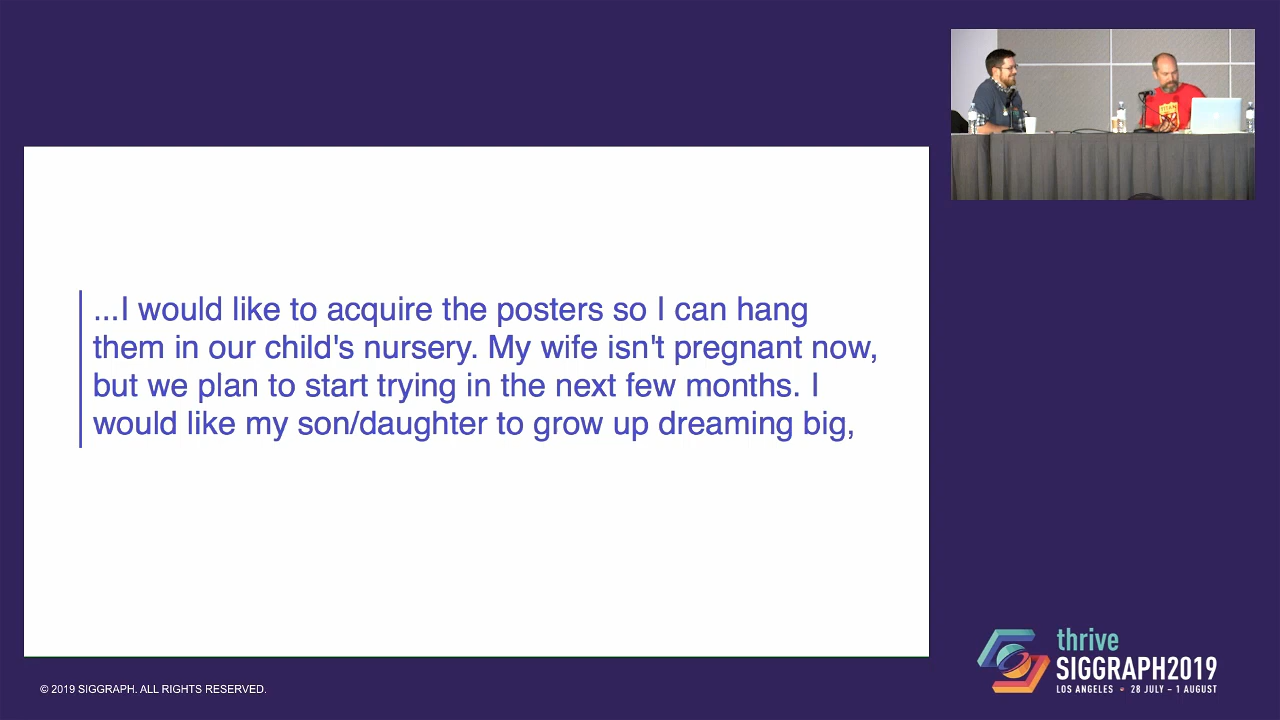 ...I would like to acquire the posters so I can hang
them in our child's nursery. My wife isn't pregnant now,
but we plan to start trying in the next few months. I
would like my son/daughter to grow up dreaming big,
thrive
SIGGRAPH2019
LOS ANGELES • 28 JULY – 1 AUGUST
© 2019 SIGGRAPH. ALL RIGHTS RESERVED.